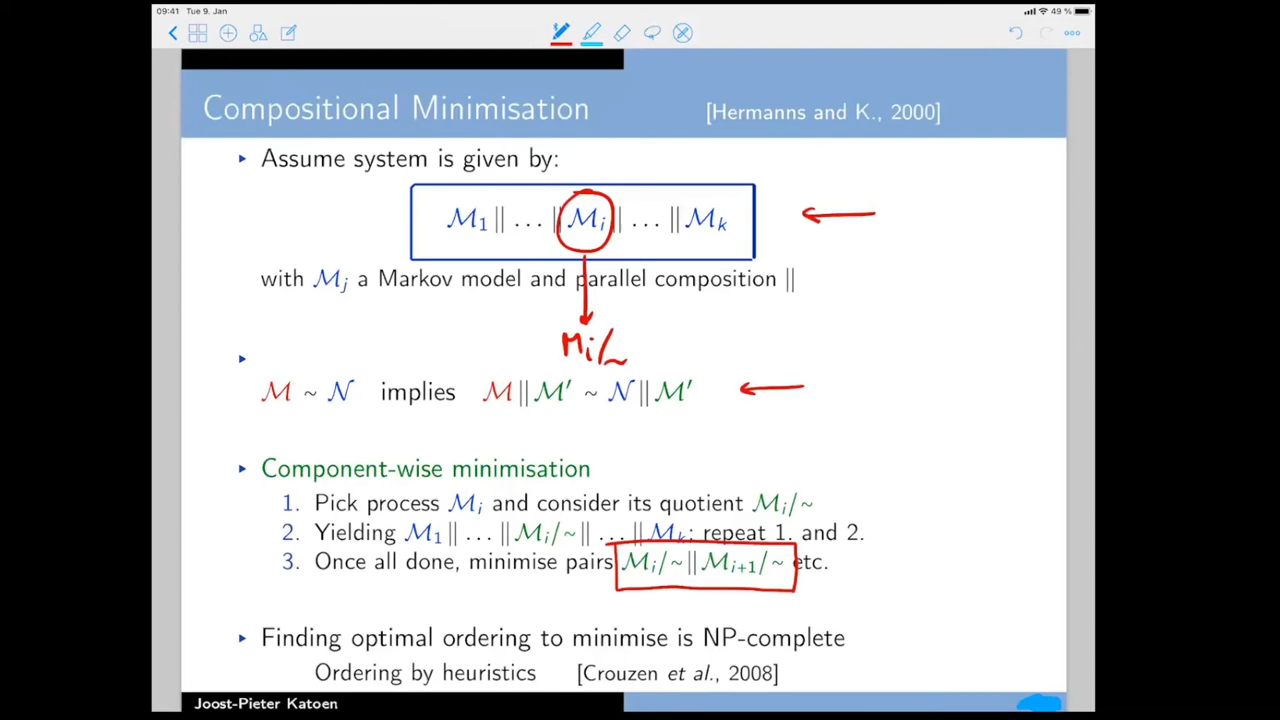 09:41 Tue 9. Jan
49 %
Compositional Minimisation [Hermanns and K., 2000]
▸ Assume system is given by:
ℳ₁ || … || ℳᵢ || … || ℳₖ
with ℳⱼ a Markov model and parallel composition ||
Mᵢ/~
▸
ℳ ~ 𝒩 implies ℳ || ℳ′ ~ 𝒩 || ℳ′
▸ Component-wise minimisation
1. Pick process ℳᵢ and consider its quotient ℳᵢ/~
2. Yielding ℳ₁ || … || ℳᵢ/~ || … || ℳₖ; repeat 1. and 2.
3. Once all done, minimise pairs ℳᵢ/~ || ℳᵢ₊₁/~ etc.
▸ Finding optimal ordering to minimise is NP-complete
Ordering by heuristics [Crouzen et al., 2008]
Joost-Pieter Katoen